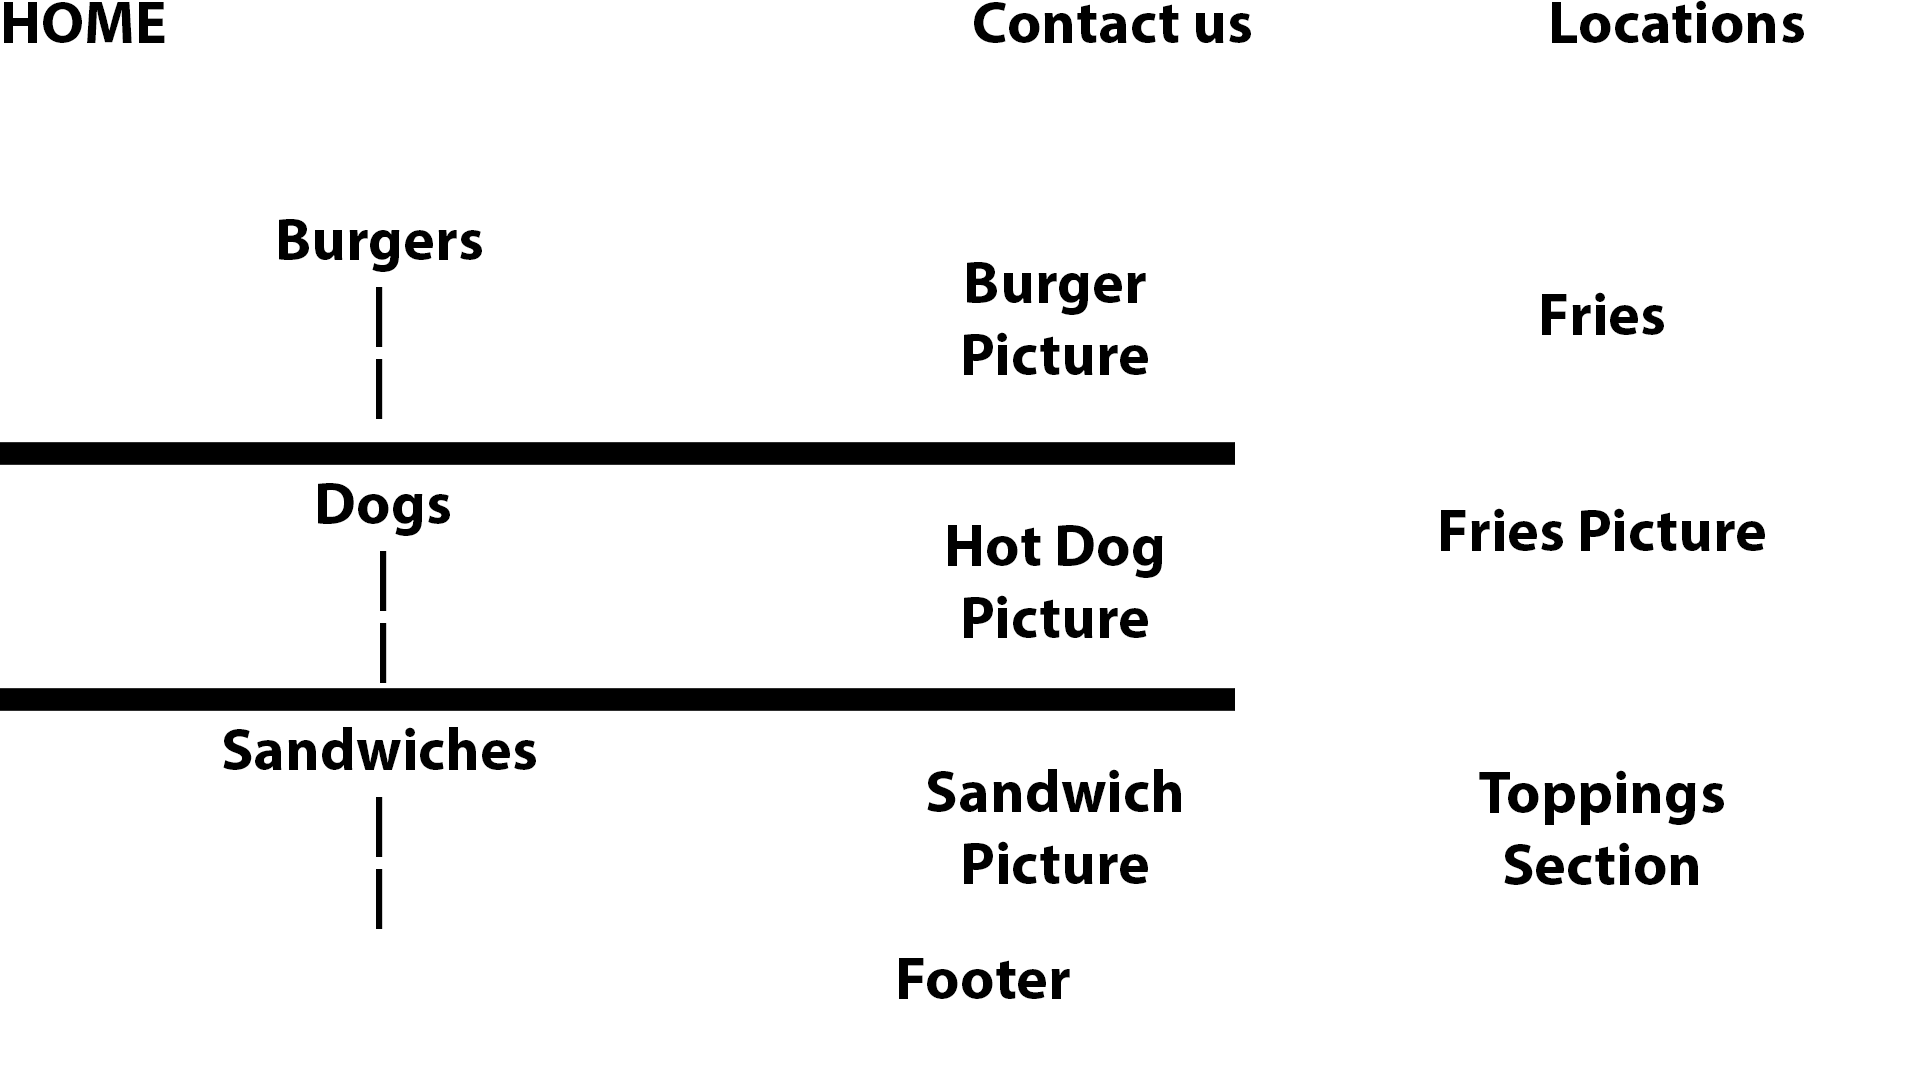 HOME
Contact us
Locations
Burgers
|
|
Burger
Picture
Fries
Dogs
|
|
Hot Dog
Picture
Fries Picture
Sandwiches
|
|
Sandwich
Picture
Toppings
Section
Footer